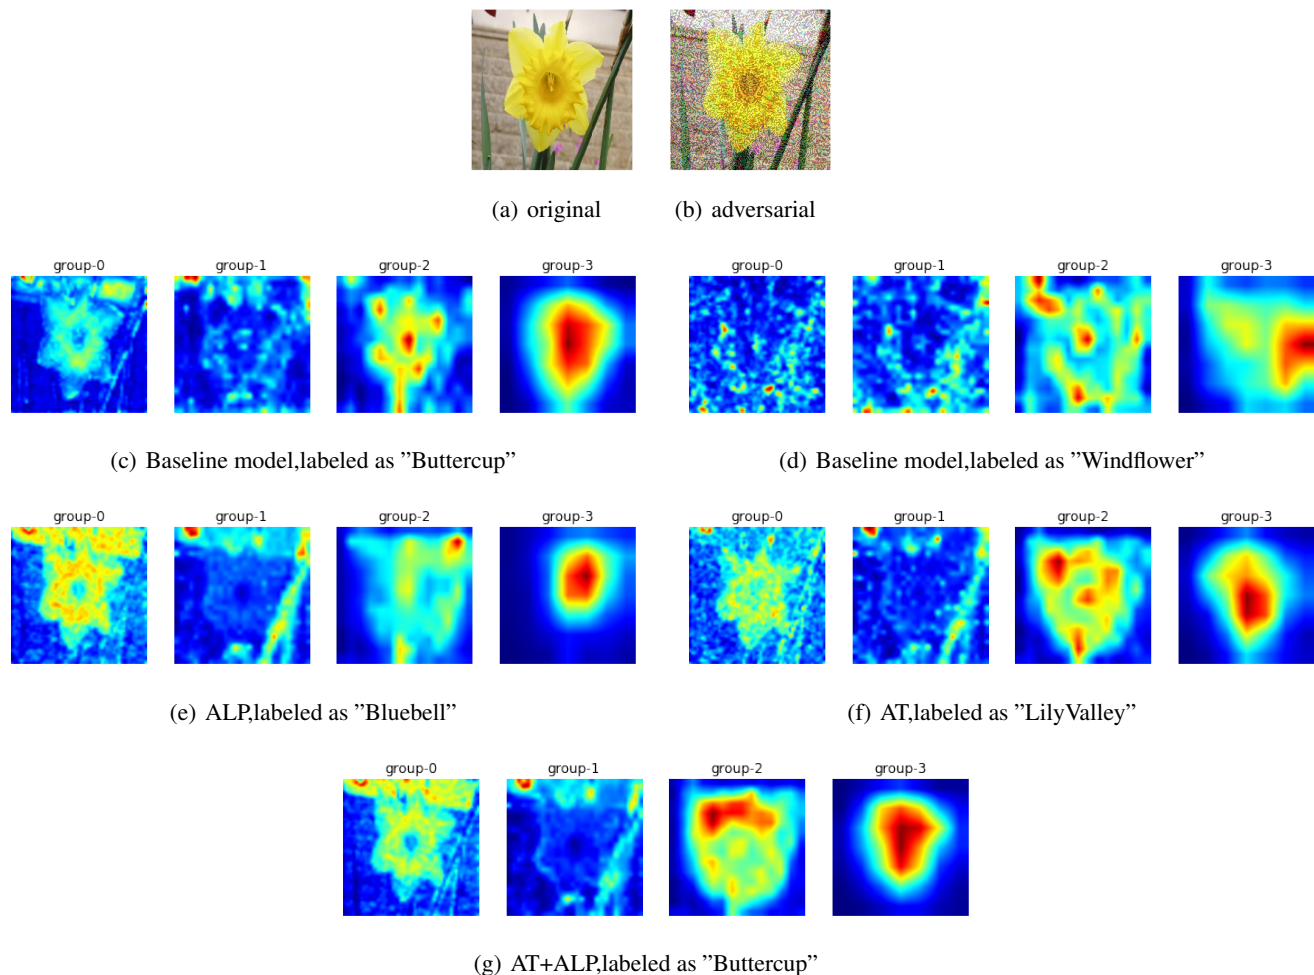 (a) original
(b) adversarial
group-0
group-1
group-2
group-3
group-0
group-1
group-2
group-3
(c) Baseline model,labeled as ”Buttercup”
(d) Baseline model,labeled as ”Windflower”
group-0
group-1
group-2
group-3
group-0
group-1
group-2
group-3
(e) ALP,labeled as ”Bluebell”
(f) AT,labeled as ”LilyValley”
group-0
group-1
group-2
group-3
(g) AT+ALP,labeled as ”Buttercup”